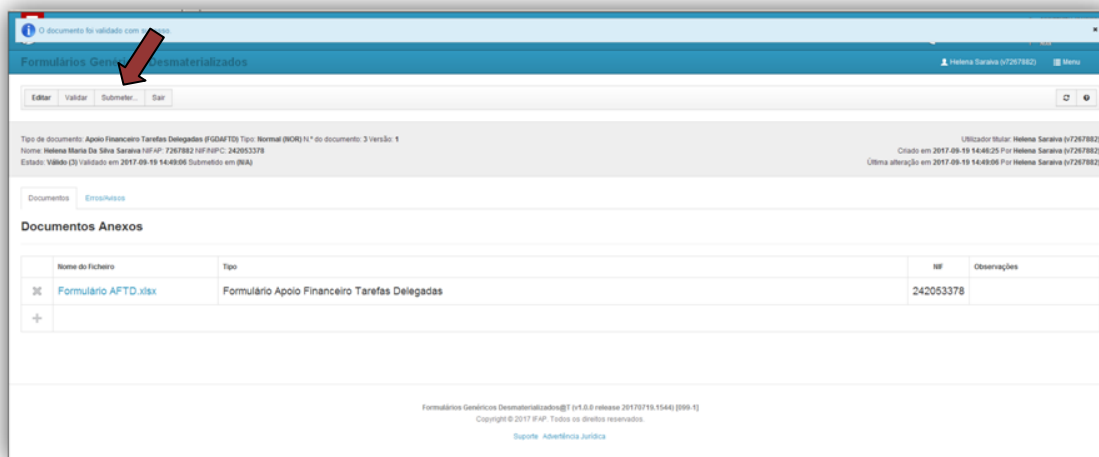 O documento foi validado com
Formulários Desmaterializados
Helena Saraiva (v7267882) Menu
Editar Validar Submeter... Sair
Tipo de documento: Apoio Financeiro Tarefas Delegadas (FGDAFTD) Tipo: Normal (NOR) N.º do documento: 3 Versão: 1
Utilizador titular: Helena Saraiva (v7267882)
Nome: Helena Maria Da Silva Saraiva NIFAP: 7267882 NIF/NIPC: 242053378
Criado em 2017-09-19 14:46:25 Por Helena Saraiva (v7267882)
Estado: Válido (3) Validado em 2017-09-19 14:49:06 Submetido em (N/A)
Última alteração em 2017-09-19 14:49:06 Por Helena Saraiva (v7267882)
Documentos Erros/Avisos
Documentos Anexos
Nome do Ficheiro Tipo NIF Observações
Formulário AFTD.xlsx Formulário Apoio Financeiro Tarefas Delegadas 242053378
Formulários Genéricos Desmaterializados@T (v1.0.0 release 20170719.1544) [099-1]
Copyright © 2017 IFAP. Todos os direitos reservados.
Suporte Advertência Jurídica